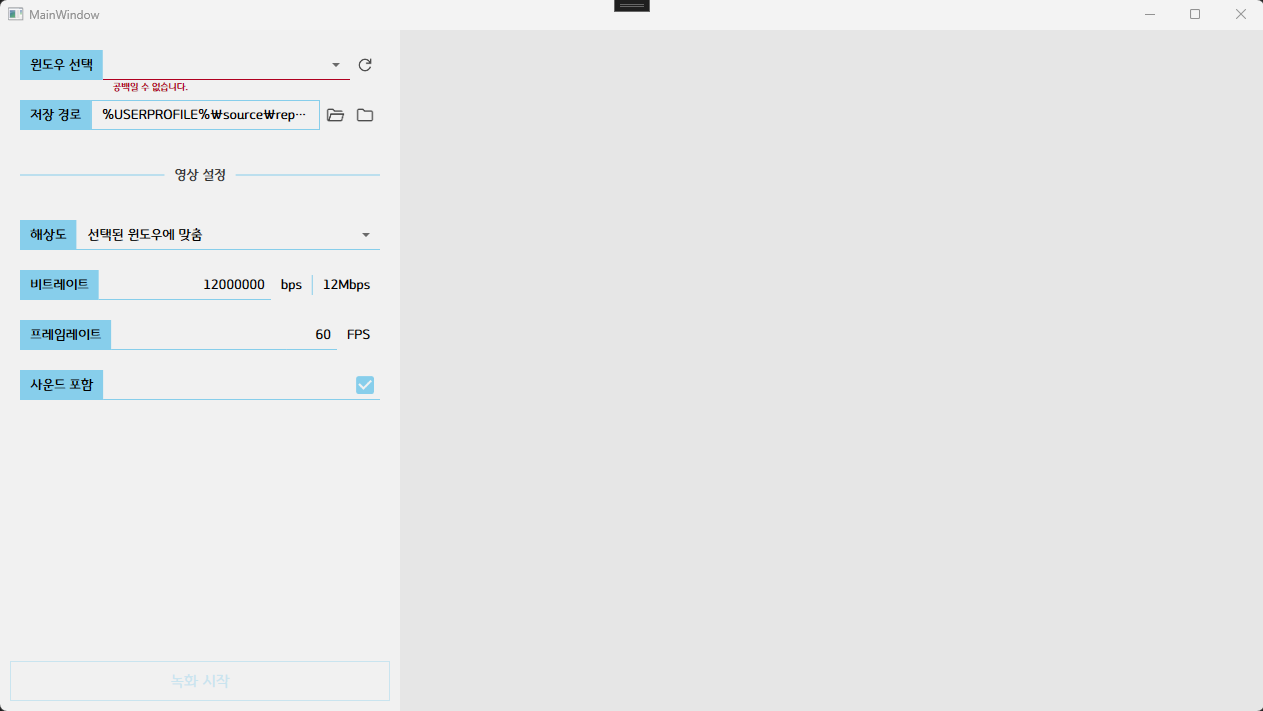 MainWindow
윈도우 선택
공백일 수 없습니다.
저장 경로 %USERPROFILE%₩source₩rep…
영상 설정
해상도 선택된 윈도우에 맞춤
비트레이트 12000000 bps 12Mbps
프레임레이트 60 FPS
사운드 포함
녹화 시작